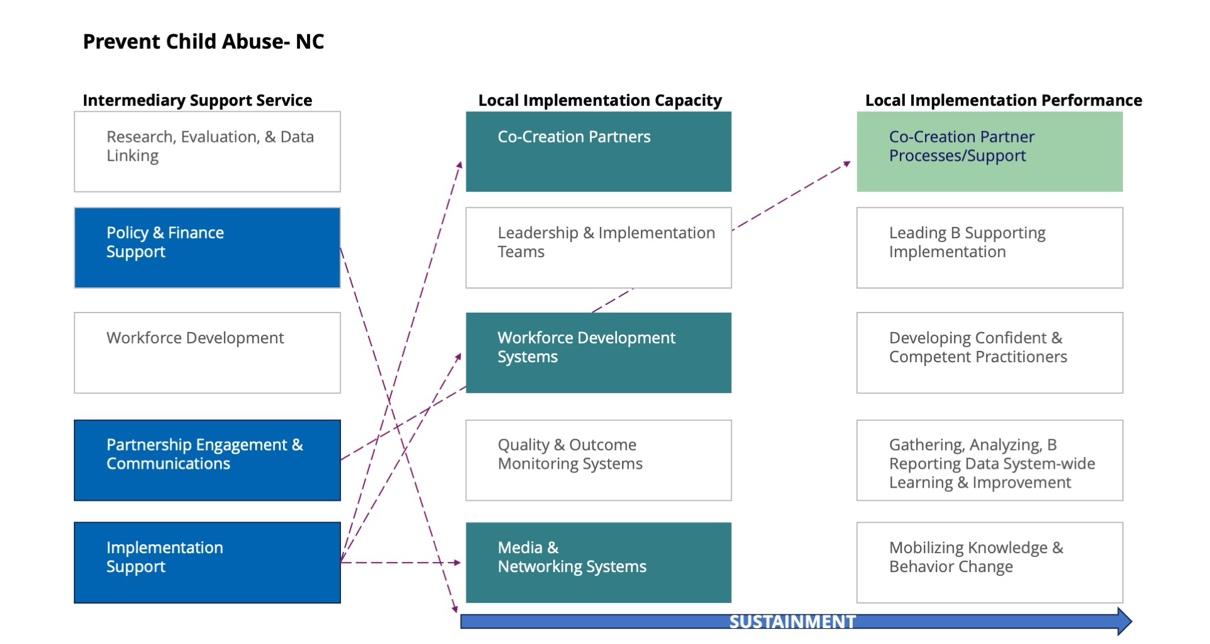 Prevent Child Abuse- NC
Intermediary Support Service
Research, Evaluation, & Data
Linking
Policy & Finance
Support
Workforce Development
Partnership Engagement &
Communications
Implementation
Support
Local Implementation Capacity
Co-Creation Partners
Leadership & Implementation
Teams
Workforce Development
Systems
Quality & Outcome
Monitoring Systems
Media &
Networking Systems
Local Implementation Performance
Co-Creation Partner
Processes/Support
Leading B Supporting
Implementation
Developing Confident &
Competent Practitioners
Gathering, Analyzing, B
Reporting Data System-wide
Learning & Improvement
Mobilizing Knowledge &
Behavior Change
SUSTAINMENT